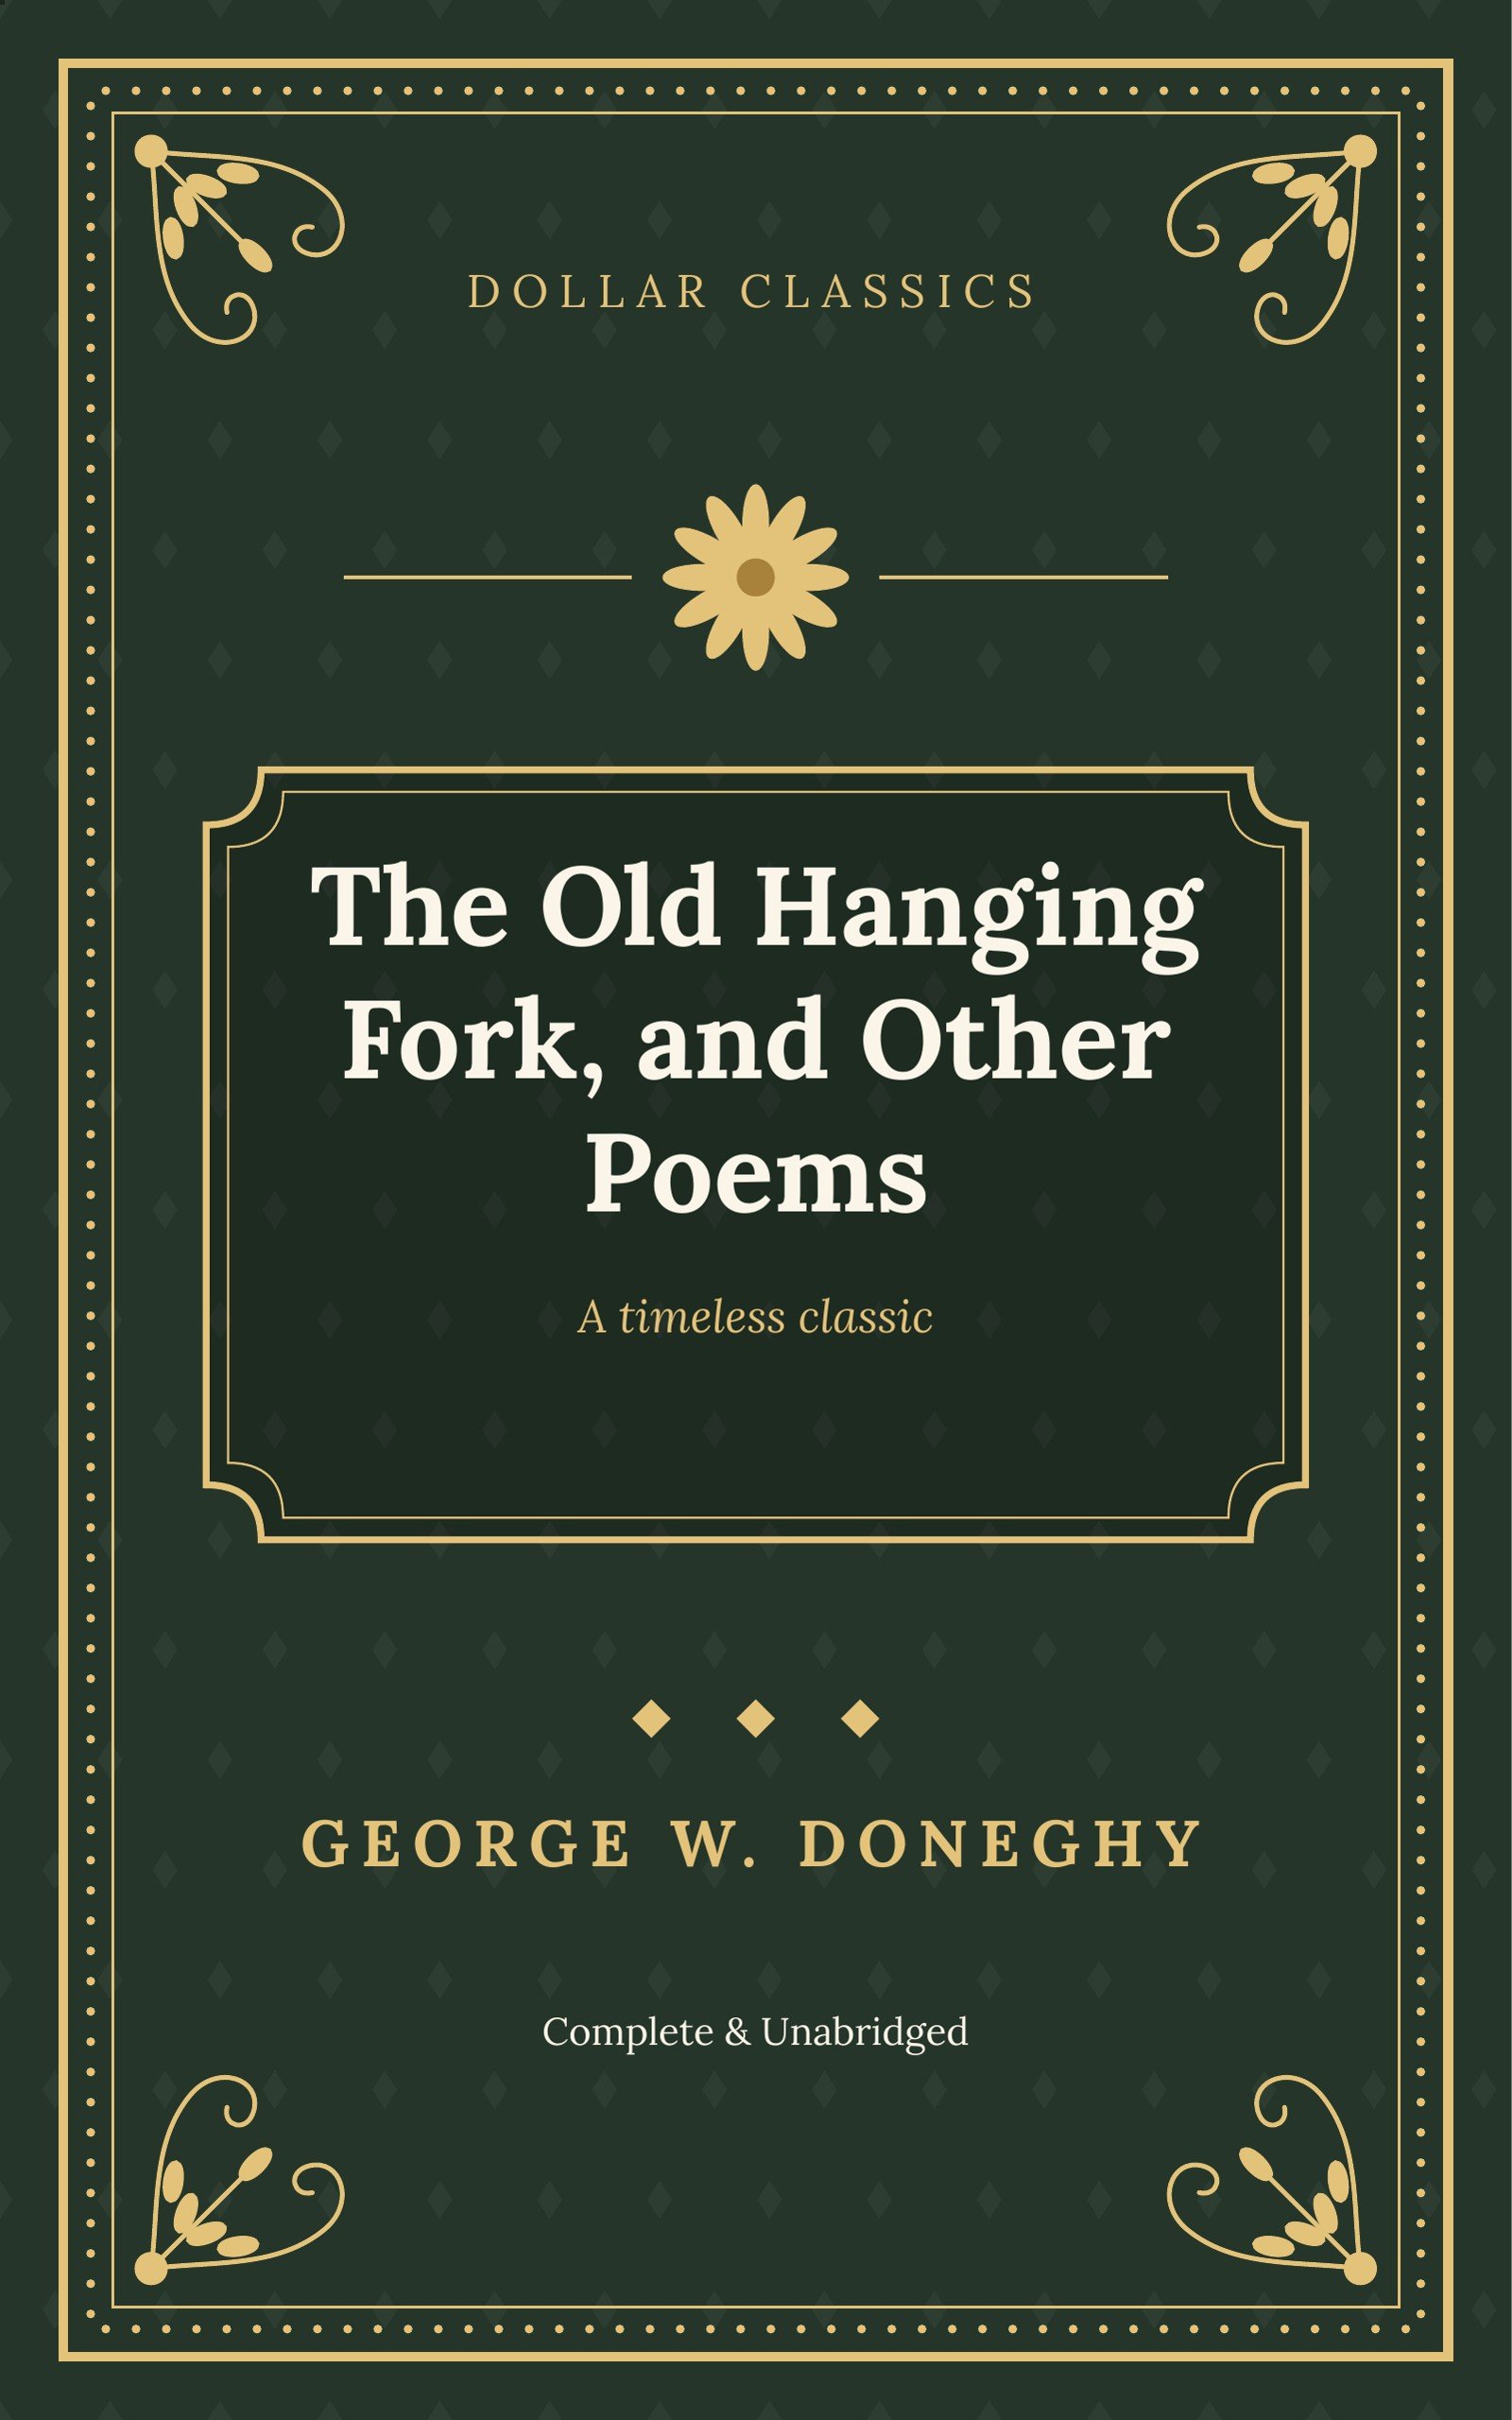 DOLLAR CLASSICS
The Old Hanging
Fork, and Other
Poems
A timeless classic
GEORGE W. DONEGHY
Complete & Unabridged